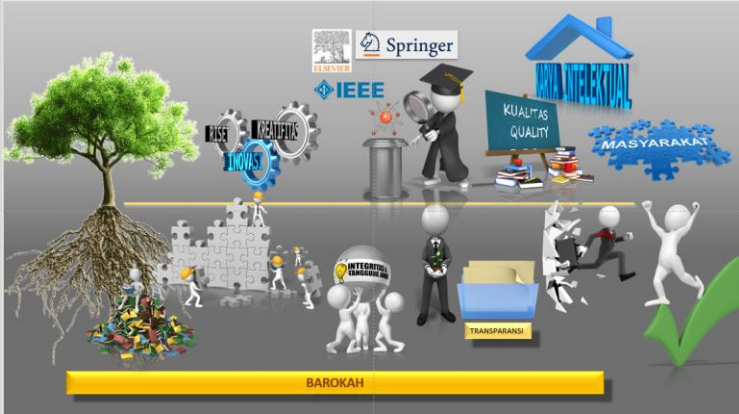 ELSEVIER
Springer
IEEE
KARYA INTELEKTUAL
RISET
KREATIFITAS
INOVASI
KUALITAS
QUALITY
MASYARAKAT
INTEGRITAS
TANGGUNG JAWAB
TRANSPARANSI
BAROKAH